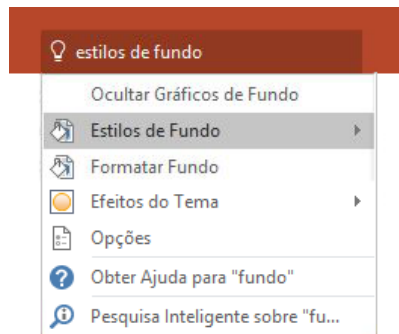 estilos de fundo
Ocultar Gráficos de Fundo
Estilos de Fundo
Formatar Fundo
Efeitos do Tema
Opções
Obter Ajuda para "fundo"
Pesquisa Inteligente sobre "fu...